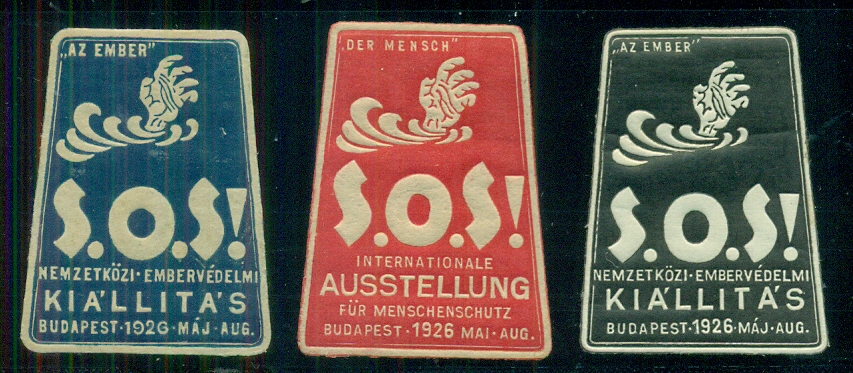 „AZ EMBER"
S.O.S!
NEMZETKÖZI·EMBERVÉDELMI
KIÁLLITÁS
BUDAPEST·1926·MÁJ·AUG.
„DER MENSCH"
S.O.S!
INTERNATIONALE
AUSSTELLUNG
FÜR MENSCHENSCHUTZ
BUDAPEST·1926 MAI·AUG.
„AZ EMBER"
S.O.S!
NEMZETKÖZI·EMBERVÉDELMI
KIÁLLITÁS
BUDAPEST·1926·MÁJ·AUG.